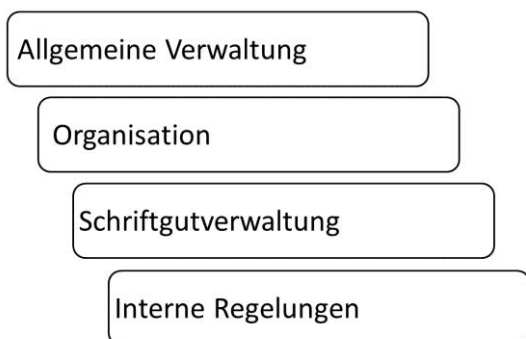 Allgemeine Verwaltung
Organisation
Schriftgutverwaltung
Interne Regelungen